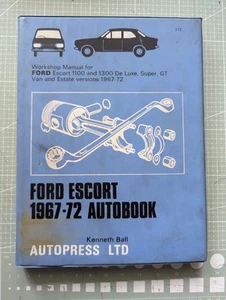 Workshop Manual for
FORD Escort 1100 and 1300 De Luxe, Super, GT
Van and Estate versions 1967-72
FORD ESCORT
1967-72 AUTOBOOK
Kenneth Ball
AUTOPRESS LTD